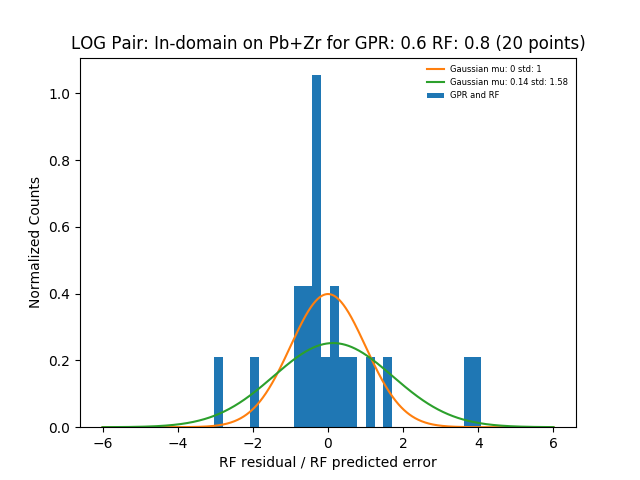 LOG Pair: In-domain on Pb+Zr for GPR: 0.6 RF: 0.8 (20 points)
Gaussian mu: 0 std: 1
Gaussian mu: 0.14 std: 1.58
GPR and RF
Normalized Counts
1.0
0.8
0.6
0.4
0.2
0.0
−6 −4 −2 0 2 4 6
RF residual / RF predicted error